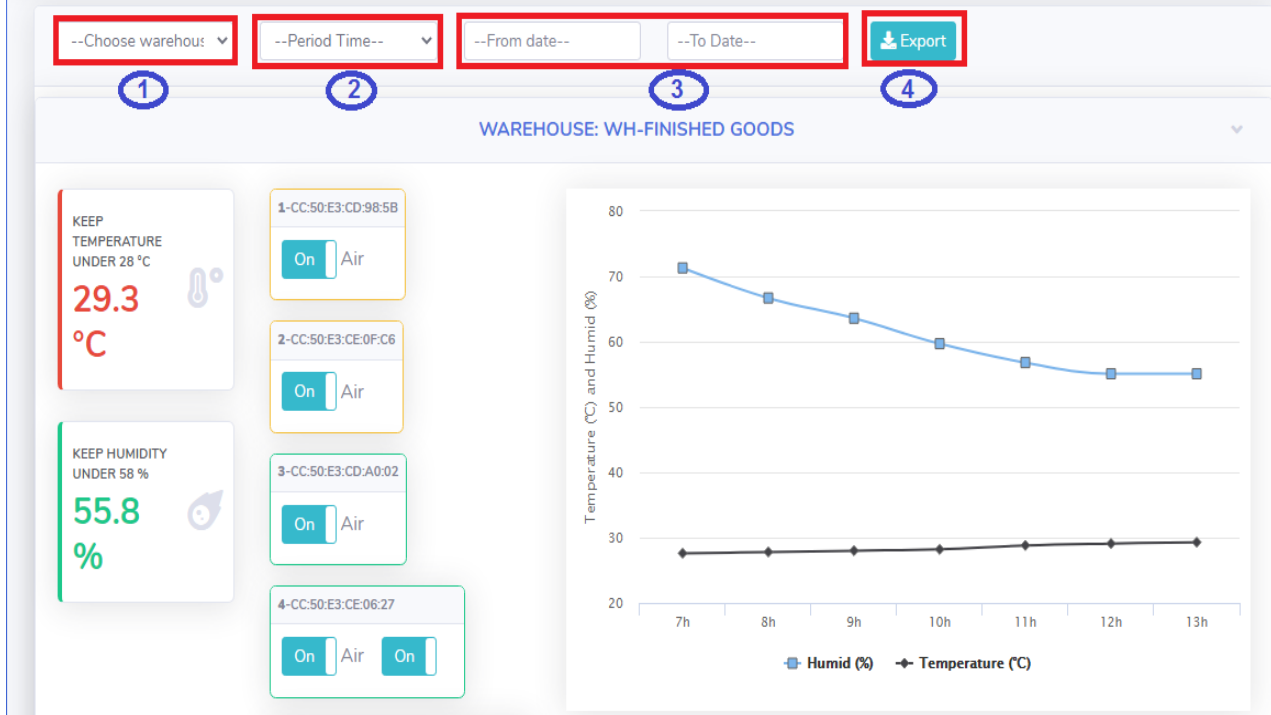 --Choose warehous
--Period Time--
--From date--
--To Date--
Export
1
2
3
4
WAREHOUSE: WH-FINISHED GOODS
KEEP
TEMPERATURE
UNDER 28 °C
29.3
°C
KEEP HUMIDITY
UNDER 58 %
55.8
%
1-CC:50:E3:CD:98:5B
On Air
2-CC:50:E3:CE:0F:C6
On Air
3-CC:50:E3:CD:A0:02
On Air
4-CC:50:E3:CE:06:27
On Air On
Temperature (°C) and Humid (%)
80
70
60
50
40
30
20
7h 8h 9h 10h 11h 12h 13h
Humid (%) Temperature (°C)